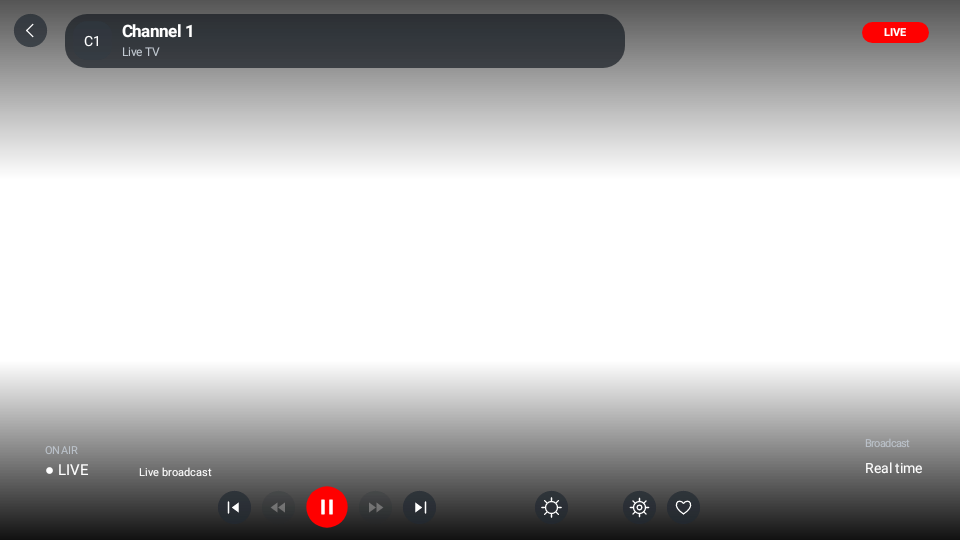 C1
Channel 1
Live TV
LIVE
ON AIR
● LIVE
Live broadcast
Broadcast
Real time